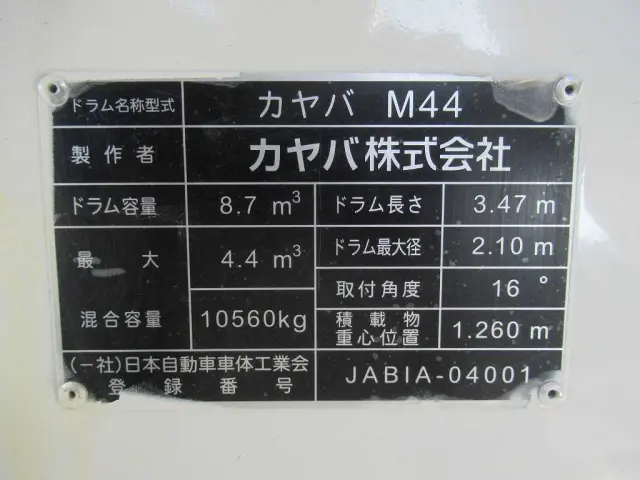 ドラム名称型式 カヤバ M44
製作者 カヤバ株式会社
ドラム容量 8.7 m³ ドラム長さ 3.47 m
最大 4.4 m³ ドラム最大径 2.10 m
取付角度 16°
混合容量 10560kg 積載物 1.260 m
重心位置
(一社)日本自動車車体工業会 JABIA-04001
登録番号